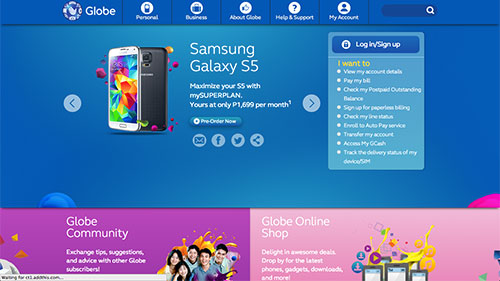 Globe
Personal
Business
About Globe
Help & Support
My Account
Samsung
Galaxy S5
Maximize your S5 with
mySUPERPLAN.
Yours at only P1,699 per month¹
Pre-Order Now
Log in/Sign up
I want to
View my account details
Pay my bill
Check my Postpaid Outstanding
Balance
Sign up for paperless billing
Check my line status
Enroll to Auto Pay service
Transfer my account
Access My GCash
Track the delivery status of my
device/SIM
Globe
Community
Exchange tips, suggestions,
and advice with other Globe
subscribers!
Globe Online
Shop
Delight in awesome deals.
Drop by for the latest
phones, gadgets, downloads,
and more!
Waiting for ct1.addthis.com...